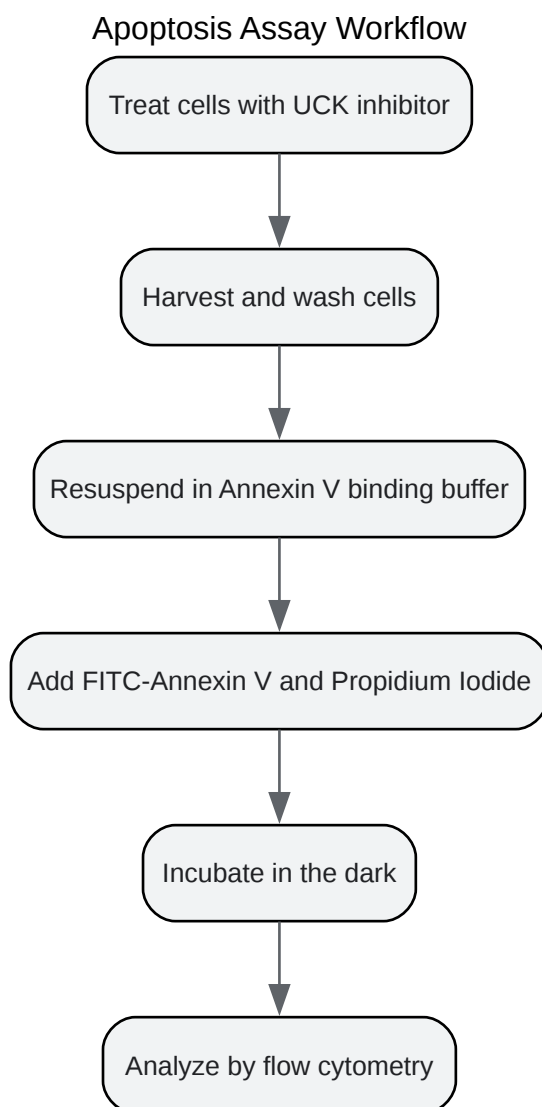 Apoptosis Assay Workflow
Treat cells with UCK inhibitor
Harvest and wash cells
Resuspend in Annexin V binding buffer
Add FITC-Annexin V and Propidium Iodide
Incubate in the dark
Analyze by flow cytometry